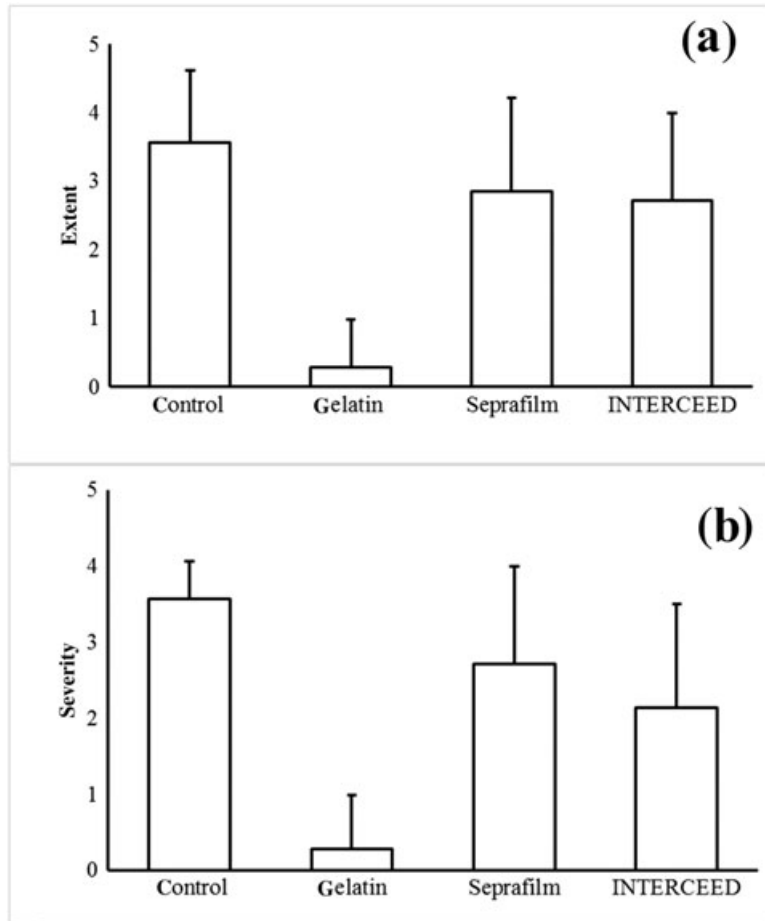 (a)
5
4
3
2
1
0
Extent
Control Gelatin Seprafilm INTERCEED
(b)
5
4
3
2
1
0
Severity
Control Gelatin Seprafilm INTERCEED